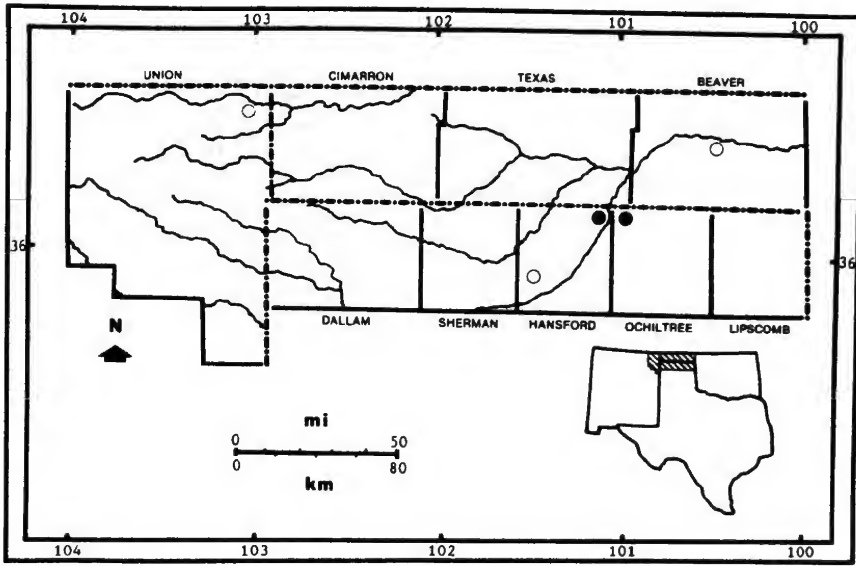 104 103 102 101 100
UNION CIMARRON TEXAS BEAVER
36 36
DALLAM SHERMAN HANSFORD OCHILTREE LIPSCOMB
N
mi
0 50
0 80
km
104 103 102 101 100